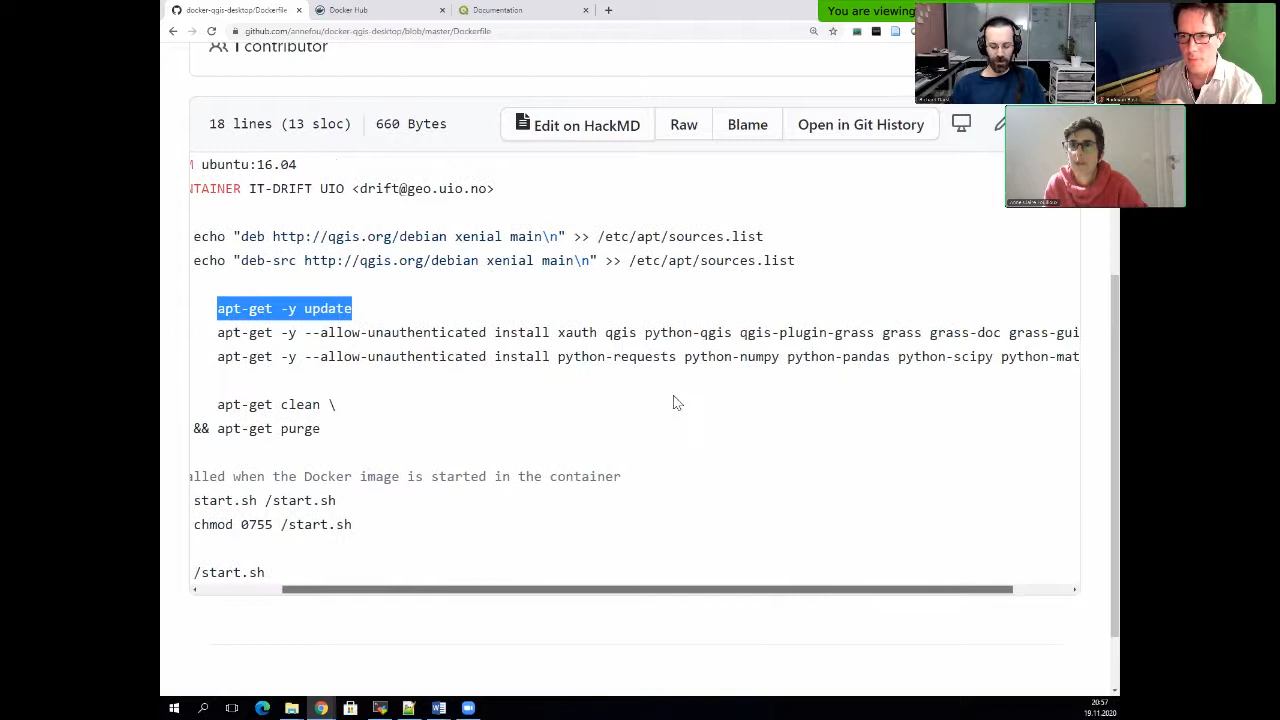 docker-qgis-desktop/Dockerfile
Docker Hub
Documentation
You are viewing
github.com/annefou/docker-qgis-desktop/blob/master/Dockerfile
1 contributor
18 lines (13 sloc)
660 Bytes
Edit on HackMD
Raw
Blame
Open in Git History
M ubuntu:16.04
NTAINER IT-DRIFT UIO <drift@geo.uio.no>
echo "deb http://qgis.org/debian xenial main\n" >> /etc/apt/sources.list
echo "deb-src http://qgis.org/debian xenial main\n" >> /etc/apt/sources.list
apt-get -y update
apt-get -y --allow-unauthenticated install xauth qgis python-qgis qgis-plugin-grass grass grass-doc grass-gui
apt-get -y --allow-unauthenticated install python-requests python-numpy python-pandas python-scipy python-mat
apt-get clean \
&& apt-get purge
alled when the Docker image is started in the container
start.sh /start.sh
chmod 0755 /start.sh
/start.sh
20:57
19.11.2020